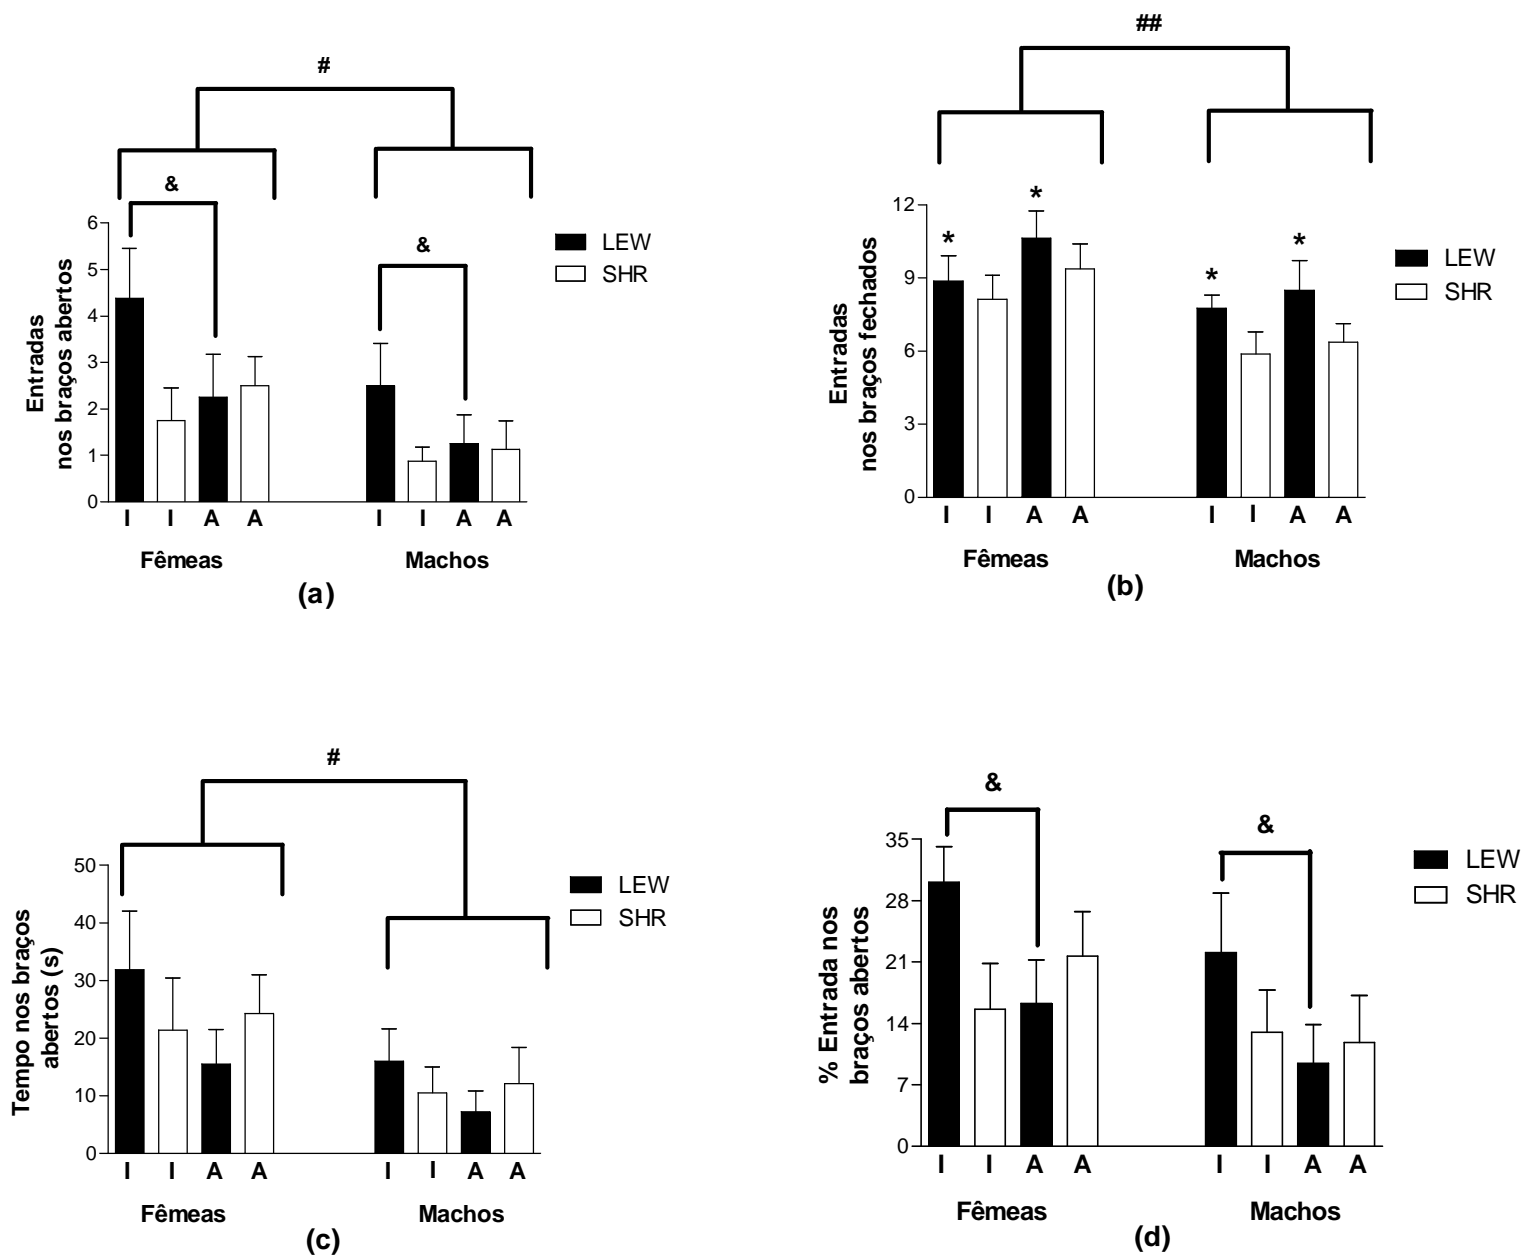 #
&
&
6
5
4
3
2
1
0
Entradas
nos braços abertos
LEW
SHR
I I A A
I I A A
Fêmeas
Machos
(a)
##
*
*
*
*
12
9
6
3
0
Entradas
nos braços fechados
LEW
SHR
I I A A
I I A A
Fêmeas
Machos
(b)
#
50
40
30
20
10
0
Tempo nos braços
abertos (s)
LEW
SHR
I I A A
I I A A
Fêmeas
Machos
(c)
&
&
35
28
21
14
7
0
% Entrada nos
braços abertos
LEW
SHR
I I A A
I I A A
Fêmeas
Machos
(d)